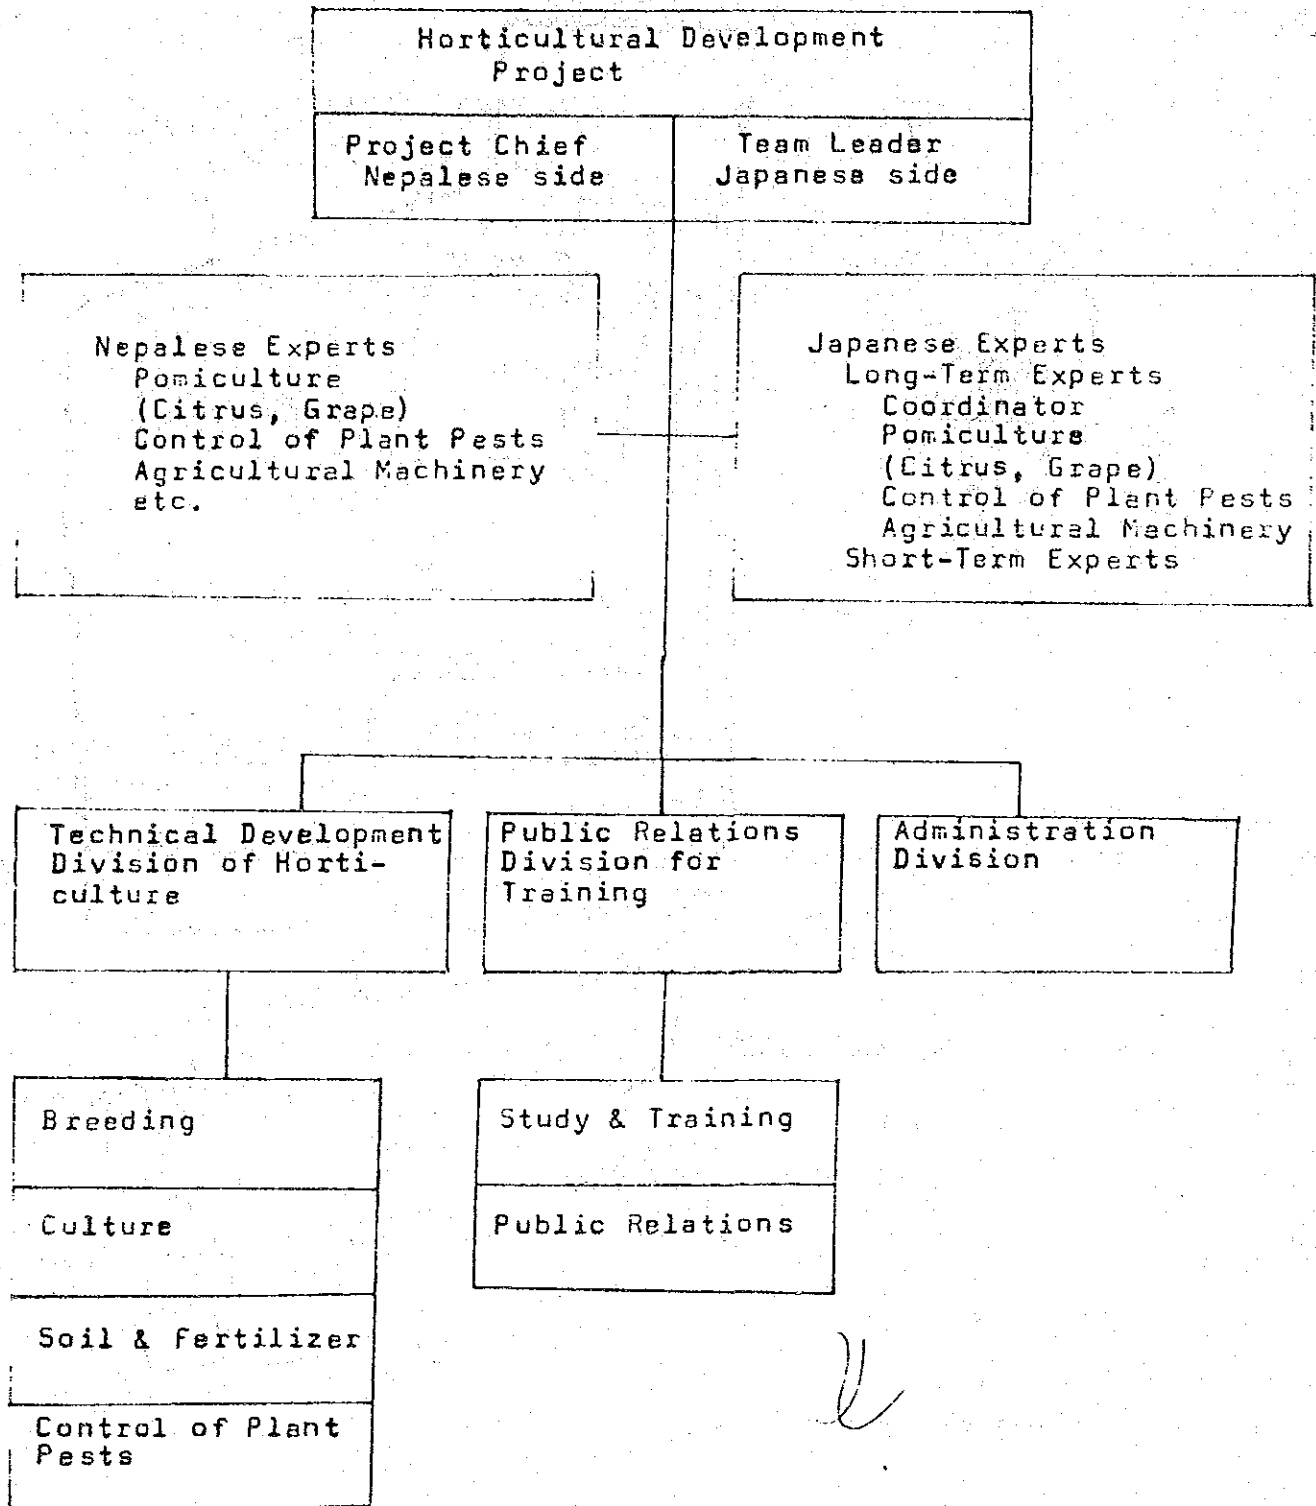 Horticultural Development
Project
Project Chief
Nepalese side
Team Leader
Japanese side
Nepalese Experts
Pomiculture
(Citrus, Grape)
Control of Plant Pests
Agricultural Machinery
etc.
Japanese Experts
Long-Term Experts
Coordinator
Pomiculture
(Citrus, Grape)
Control of Plant Pests
Agricultural Machinery
Short-Term Experts
Technical Development
Division of Horti-
culture
Public Relations
Division for
Training
Administration
Division
Breeding
Culture
Soil & Fertilizer
Control of Plant
Pests
Study & Training
Public Relations